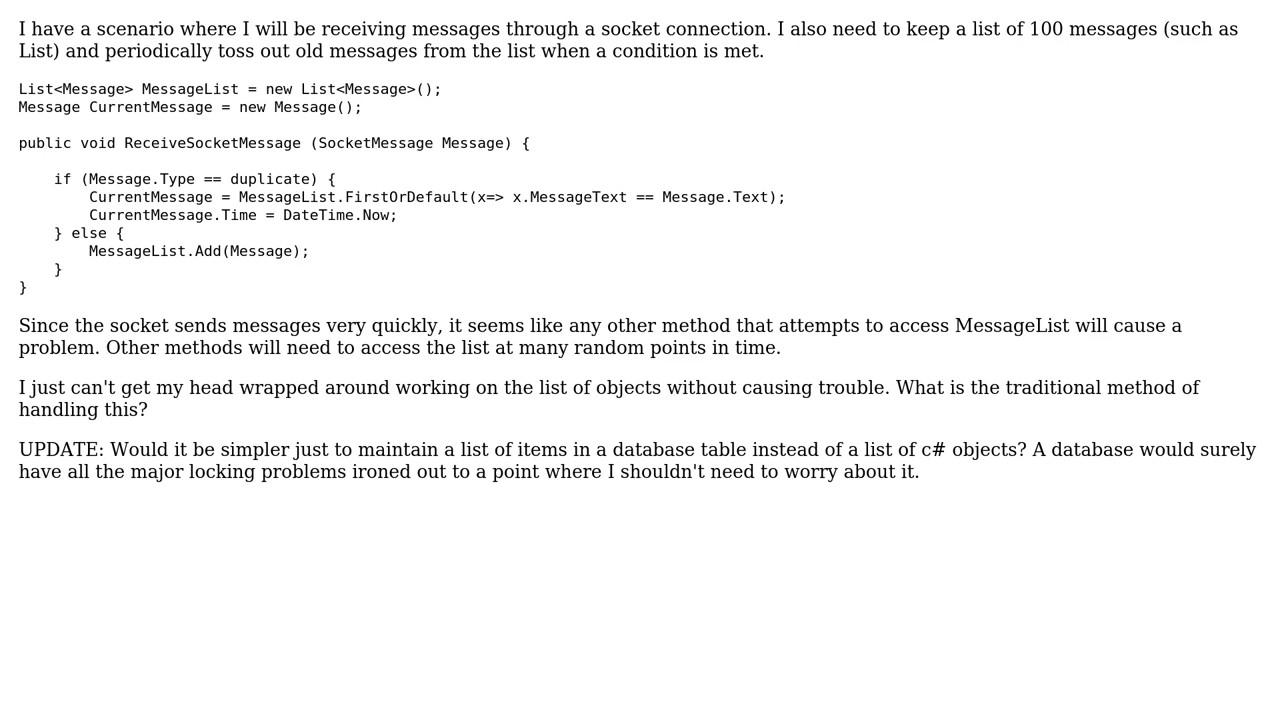 I have a scenario where I will be receiving messages through a socket connection. I also need to keep a list of 100 messages (such as
List) and periodically toss out old messages from the list when a condition is met.
List<Message> MessageList = new List<Message>();
Message CurrentMessage = new Message();
public void ReceiveSocketMessage (SocketMessage Message) {
    if (Message.Type == duplicate) {
        CurrentMessage = MessageList.FirstOrDefault(x=> x.MessageText == Message.Text);
        CurrentMessage.Time = DateTime.Now;
    } else {
        MessageList.Add(Message);
    }
}
Since the socket sends messages very quickly, it seems like any other method that attempts to access MessageList will cause a
problem. Other methods will need to access the list at many random points in time.
I just can't get my head wrapped around working on the list of objects without causing trouble. What is the traditional method of
handling this?
UPDATE: Would it be simpler just to maintain a list of items in a database table instead of a list of c# objects? A database would surely
have all the major locking problems ironed out to a point where I shouldn't need to worry about it.